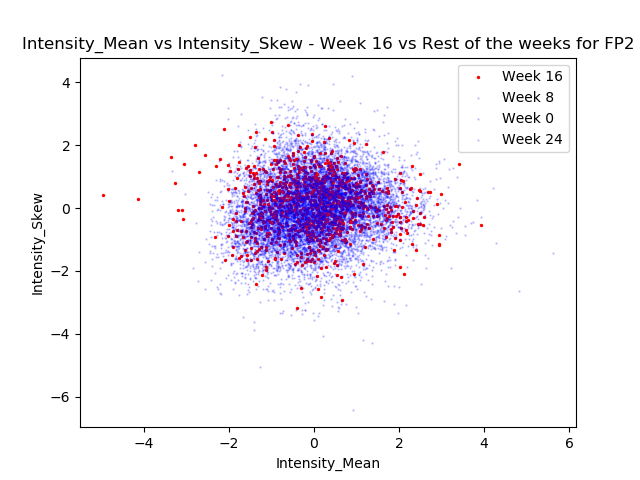 Intensity_Mean vs Intensity_Skew - Week 16 vs Rest of the weeks for FP2
Week 16
Week 8
Week 0
Week 24
4
2
0
−2
−4
−6
Intensity_Skew
−4 −2 0 2 4 6
Intensity_Mean